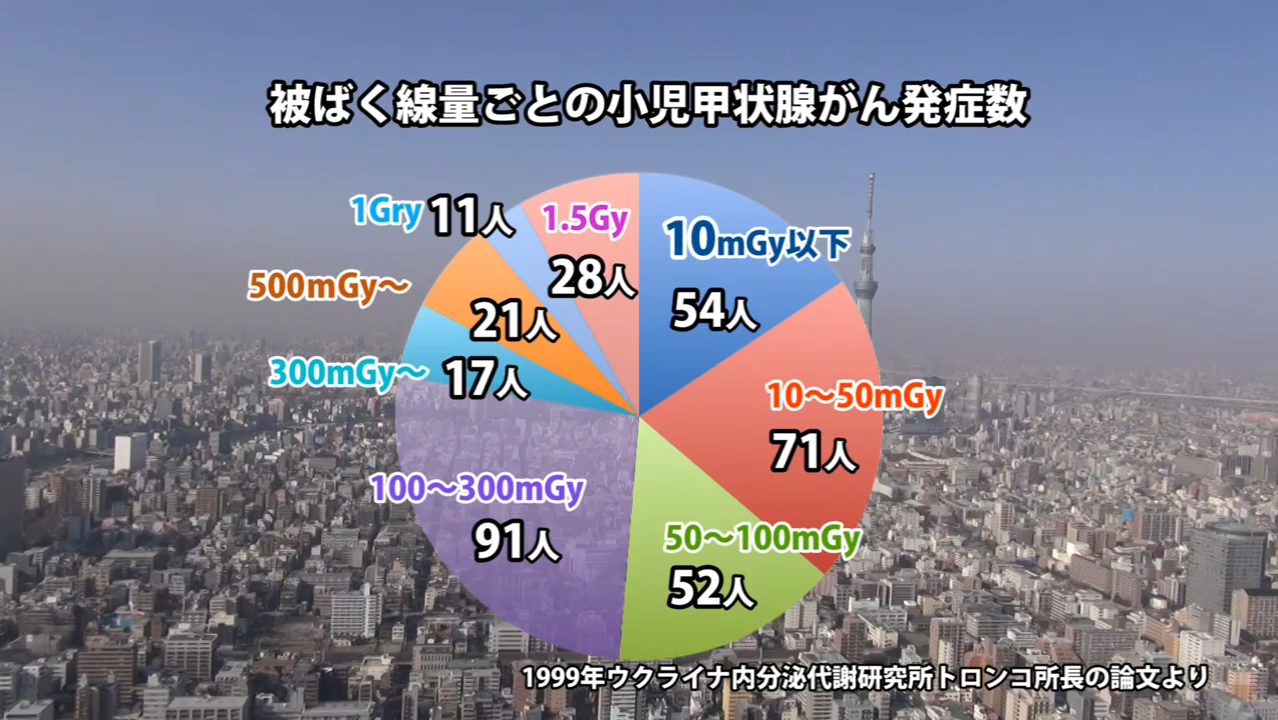 被ばく線量ごとの小児甲状腺がん発症数
1Gry 11人
1.5Gy
28人
10mGy以下
54人
500mGy～
21人
300mGy～ 17人
10～50mGy
71人
100～300mGy
91人
50～100mGy
52人
1999年ウクライナ内分泌代謝研究所トロンコ所長の論文より